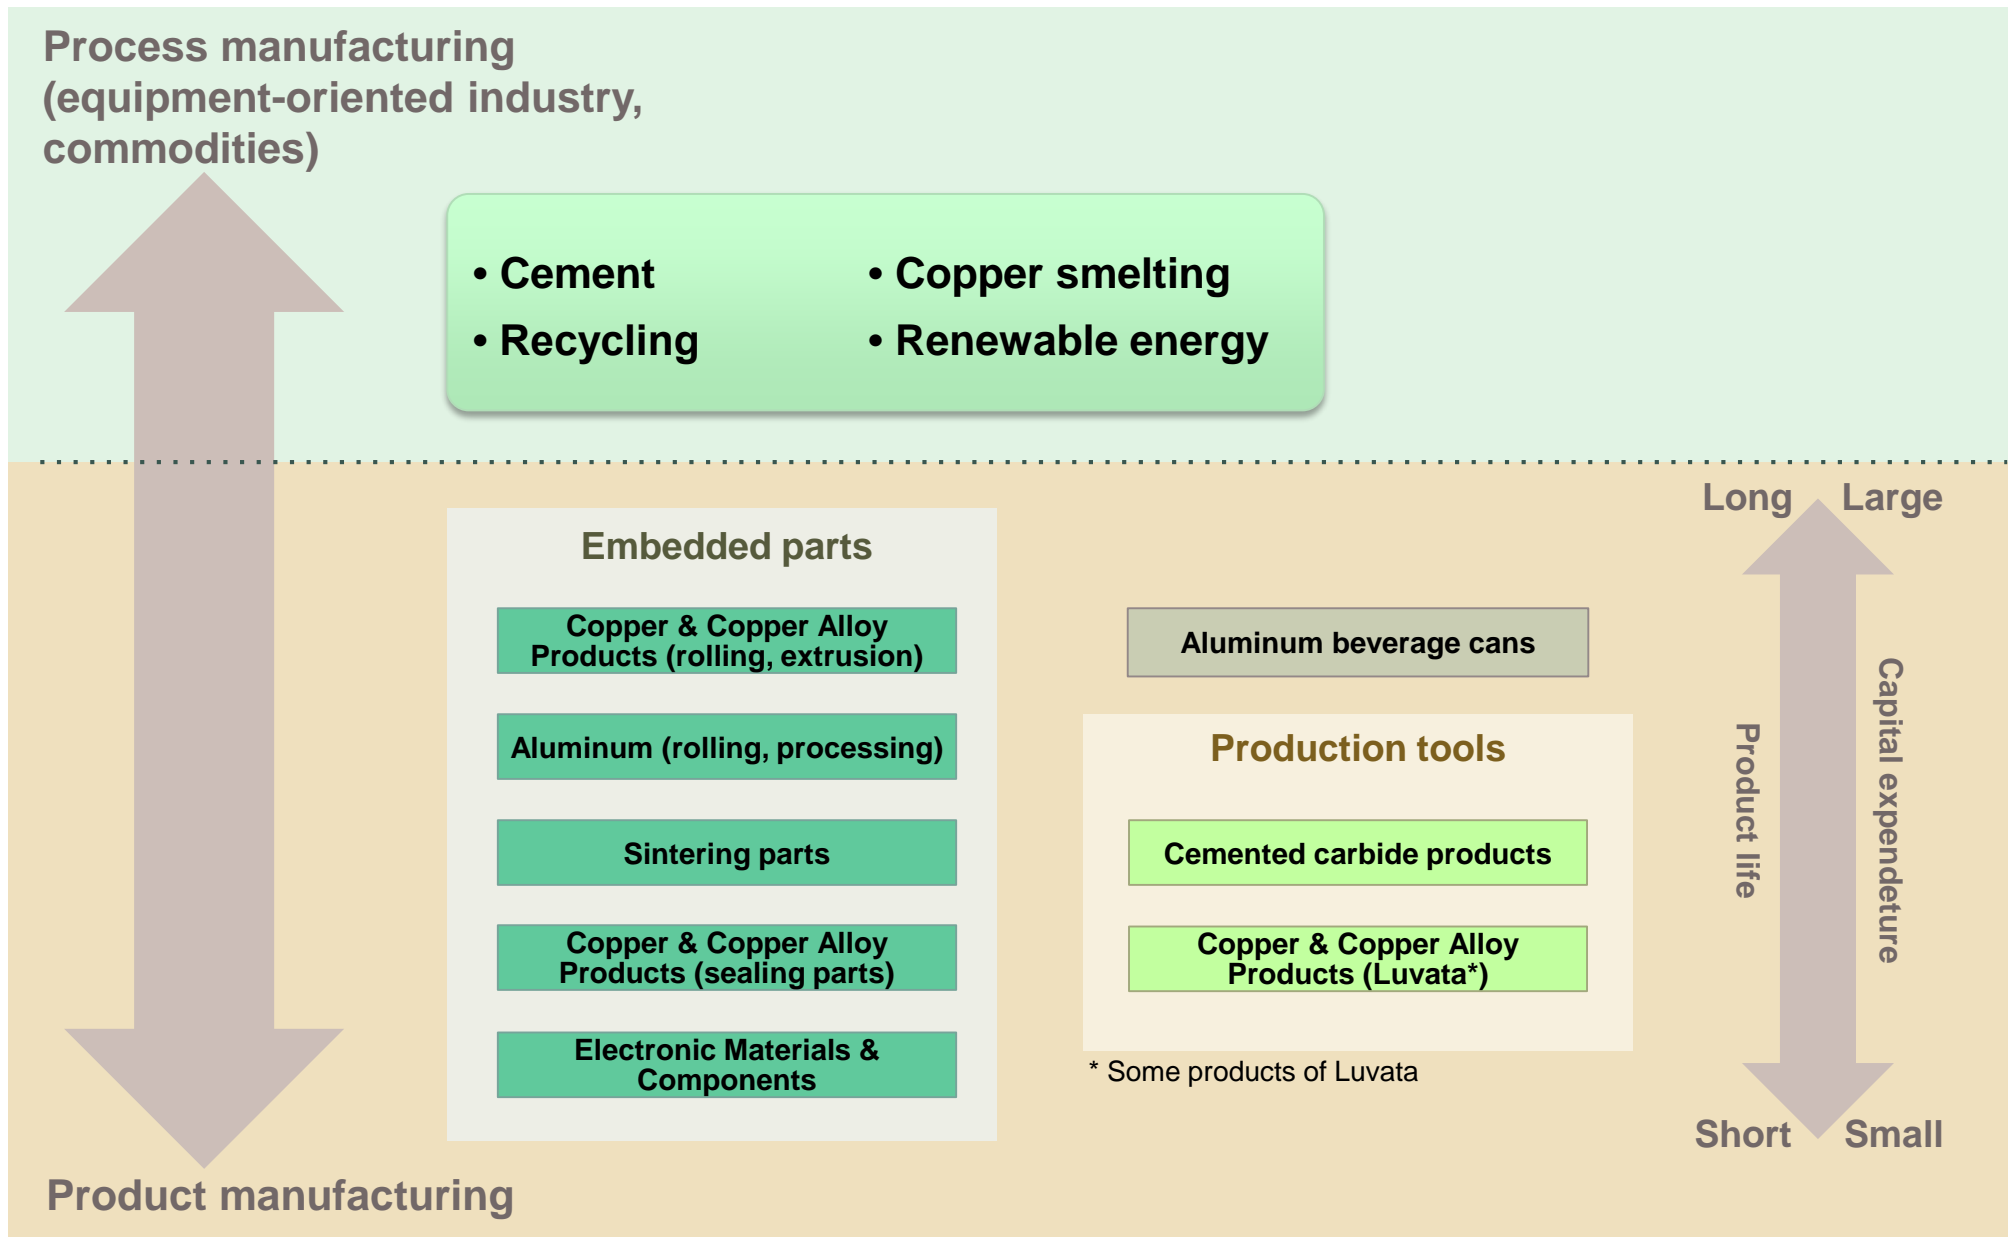 Process manufacturing
(equipment-oriented industry,
commodities)
• Cement
• Copper smelting
• Recycling
• Renewable energy
Long
Large
Embedded parts
Copper & Copper Alloy
Products (rolling, extrusion)
Aluminum (rolling, processing)
Sintering parts
Copper & Copper Alloy
Products (sealing parts)
Electronic Materials &
Components
Aluminum beverage cans
Production tools
Cemented carbide products
Copper & Copper Alloy
Products (Luvata*)
* Some products of Luvata
Product life
Capital expendeture
Short
Small
Product manufacturing